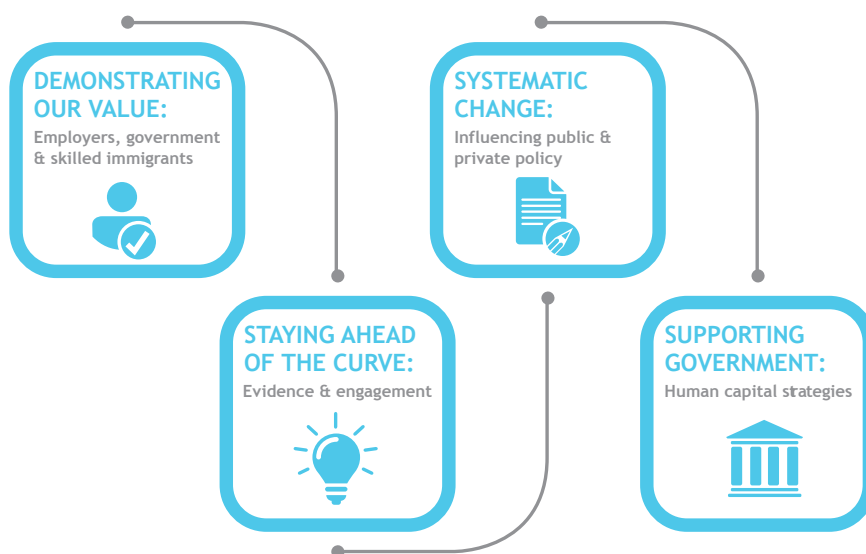 DEMONSTRATING
OUR VALUE:
Employers, government
& skilled immigrants
STAYING AHEAD
OF THE CURVE:
Evidence & engagement
SYSTEMATIC
CHANGE:
Influencing public &
private policy
SUPPORTING
GOVERNMENT:
Human capital strategies